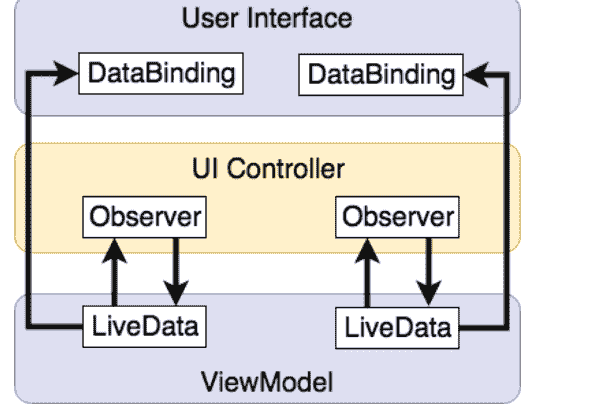 User Interface
DataBinding DataBinding
UI Controller
Observer Observer
LiveData LiveData
ViewModel